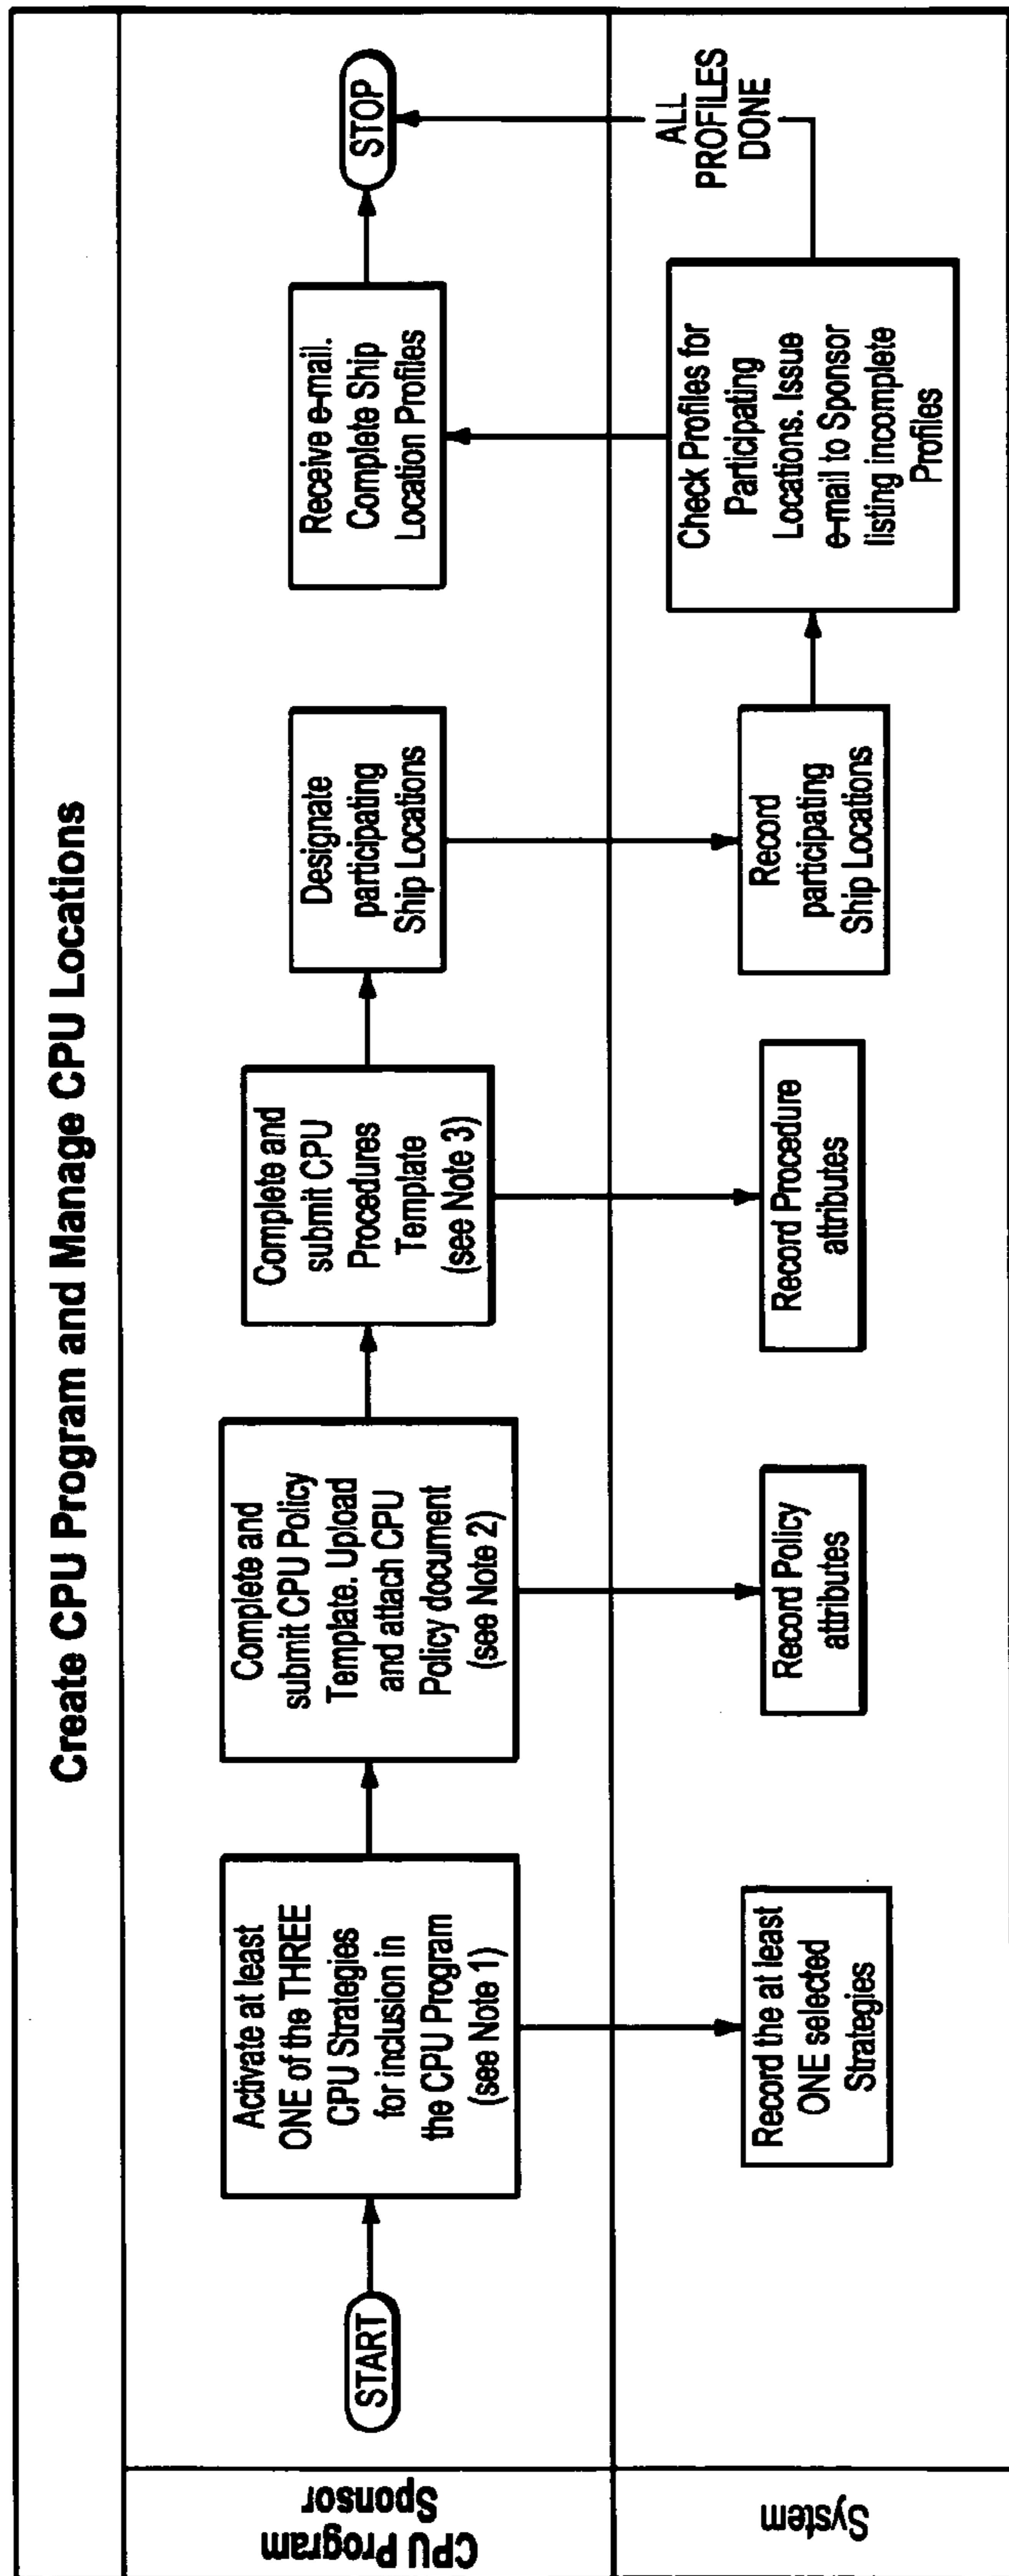 Create CPU Program and Manage CPU Locations
CPU Program
Sponsor
START
Activate at least
ONE of the THREE
CPU Strategies
for inclusion in
the CPU Program
(see Note 1)
Complete and
submit CPU Policy
Template. Upload
and attach CPU
Policy document
(see Note 2)
Complete and
submit CPU
Procedures
Template
(see Note 3)
Designate
participating
Ship Locations
Receive e-mail.
Complete Ship
Location Profiles
STOP
System
Record the at least
ONE selected
Strategies
Record Policy
attributes
Record Procedure
attributes
Record
participating
Ship Locations
Check Profiles for
Participating
Locations. Issue
e-mail to Sponsor
listing incomplete
Profiles
ALL
PROFILES
DONE